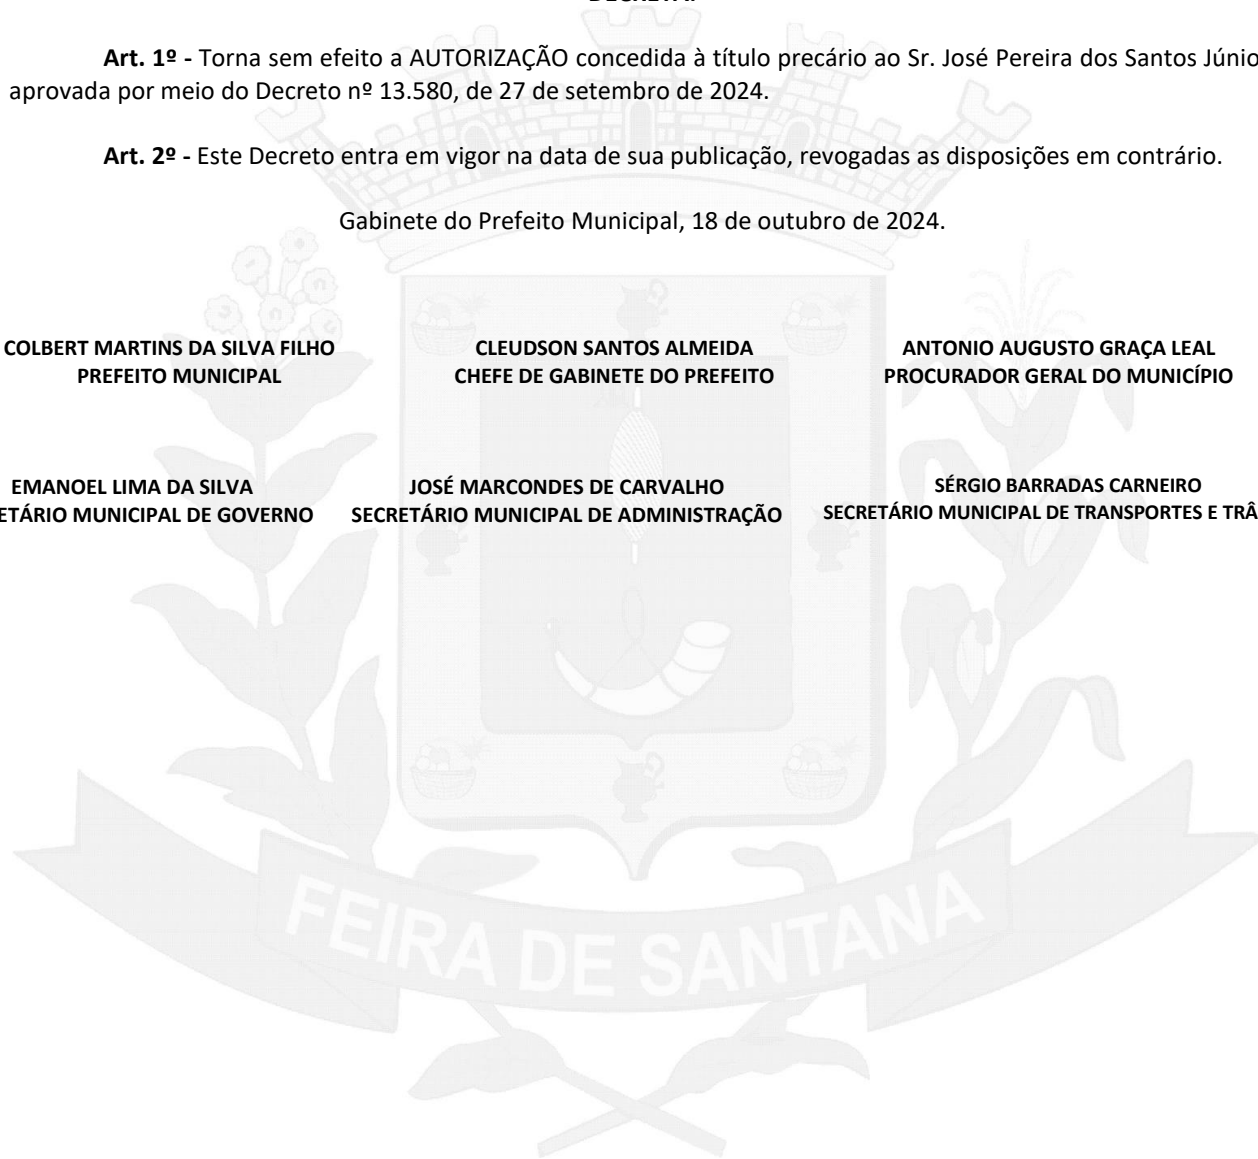 Art. 1º - Torna sem efeito a AUTORIZAÇÃO concedida à título precário ao Sr. José Pereira dos Santos Júnio
aprovada por meio do Decreto nº 13.580, de 27 de setembro de 2024.
Art. 2º - Este Decreto entra em vigor na data de sua publicação, revogadas as disposições em contrário.
Gabinete do Prefeito Municipal, 18 de outubro de 2024.
COLBERT MARTINS DA SILVA FILHO
PREFEITO MUNICIPAL
CLEUDSON SANTOS ALMEIDA
CHEFE DE GABINETE DO PREFEITO
ANTONIO AUGUSTO GRAÇA LEAL
PROCURADOR GERAL DO MUNICÍPIO
EMANOEL LIMA DA SILVA
ETÁRIO MUNICIPAL DE GOVERNO
JOSÉ MARCONDES DE CARVALHO
SECRETÁRIO MUNICIPAL DE ADMINISTRAÇÃO
SÉRGIO BARRADAS CARNEIRO
SECRETÁRIO MUNICIPAL DE TRANSPORTES E TRÂ
FEIRA DE SANTANA